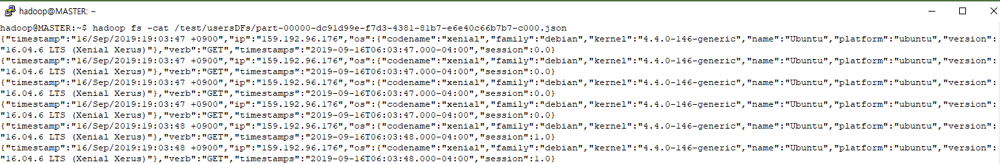 hadoop@MASTER: ~
hadoop@MASTER:~$ hadoop fs -cat /test/usersDFs/part-00000-dc91d99e-f7d3-4381-81b7-e6e40c66b7b7-c000.json
{"timestamp":"16/Sep/2019:19:03:47 +0900","ip":"159.192.96.176","os":{"codename":"xenial","family":"debian","kernel":"4.4.0-146-generic","name":"Ubuntu","platform":"ubuntu","version":
"16.04.6 LTS (Xenial Xerus)"},"verb":"GET","timestamps":"2019-09-16T06:03:47.000-04:00","session":0.0}
{"timestamp":"16/Sep/2019:19:03:47 +0900","ip":"159.192.96.176","os":{"codename":"xenial","family":"debian","kernel":"4.4.0-146-generic","name":"Ubuntu","platform":"ubuntu","version":
"16.04.6 LTS (Xenial Xerus)"},"verb":"GET","timestamps":"2019-09-16T06:03:47.000-04:00","session":0.0}
{"timestamp":"16/Sep/2019:19:03:47 +0900","ip":"159.192.96.176","os":{"codename":"xenial","family":"debian","kernel":"4.4.0-146-generic","name":"Ubuntu","platform":"ubuntu","version":
"16.04.6 LTS (Xenial Xerus)"},"verb":"GET","timestamps":"2019-09-16T06:03:47.000-04:00","session":0.0}
{"timestamp":"16/Sep/2019:19:03:47 +0900","ip":"159.192.96.176","os":{"codename":"xenial","family":"debian","kernel":"4.4.0-146-generic","name":"Ubuntu","platform":"ubuntu","version":
"16.04.6 LTS (Xenial Xerus)"},"verb":"GET","timestamps":"2019-09-16T06:03:47.000-04:00","session":0.0}
{"timestamp":"16/Sep/2019:19:03:48 +0900","ip":"159.192.96.176","os":{"codename":"xenial","family":"debian","kernel":"4.4.0-146-generic","name":"Ubuntu","platform":"ubuntu","version":
"16.04.6 LTS (Xenial Xerus)"},"verb":"GET","timestamps":"2019-09-16T06:03:48.000-04:00","session":1.0}
{"timestamp":"16/Sep/2019:19:03:48 +0900","ip":"159.192.96.176","os":{"codename":"xenial","family":"debian","kernel":"4.4.0-146-generic","name":"Ubuntu","platform":"ubuntu","version":
"16.04.6 LTS (Xenial Xerus)"},"verb":"GET","timestamps":"2019-09-16T06:03:48.000-04:00","session":1.0}